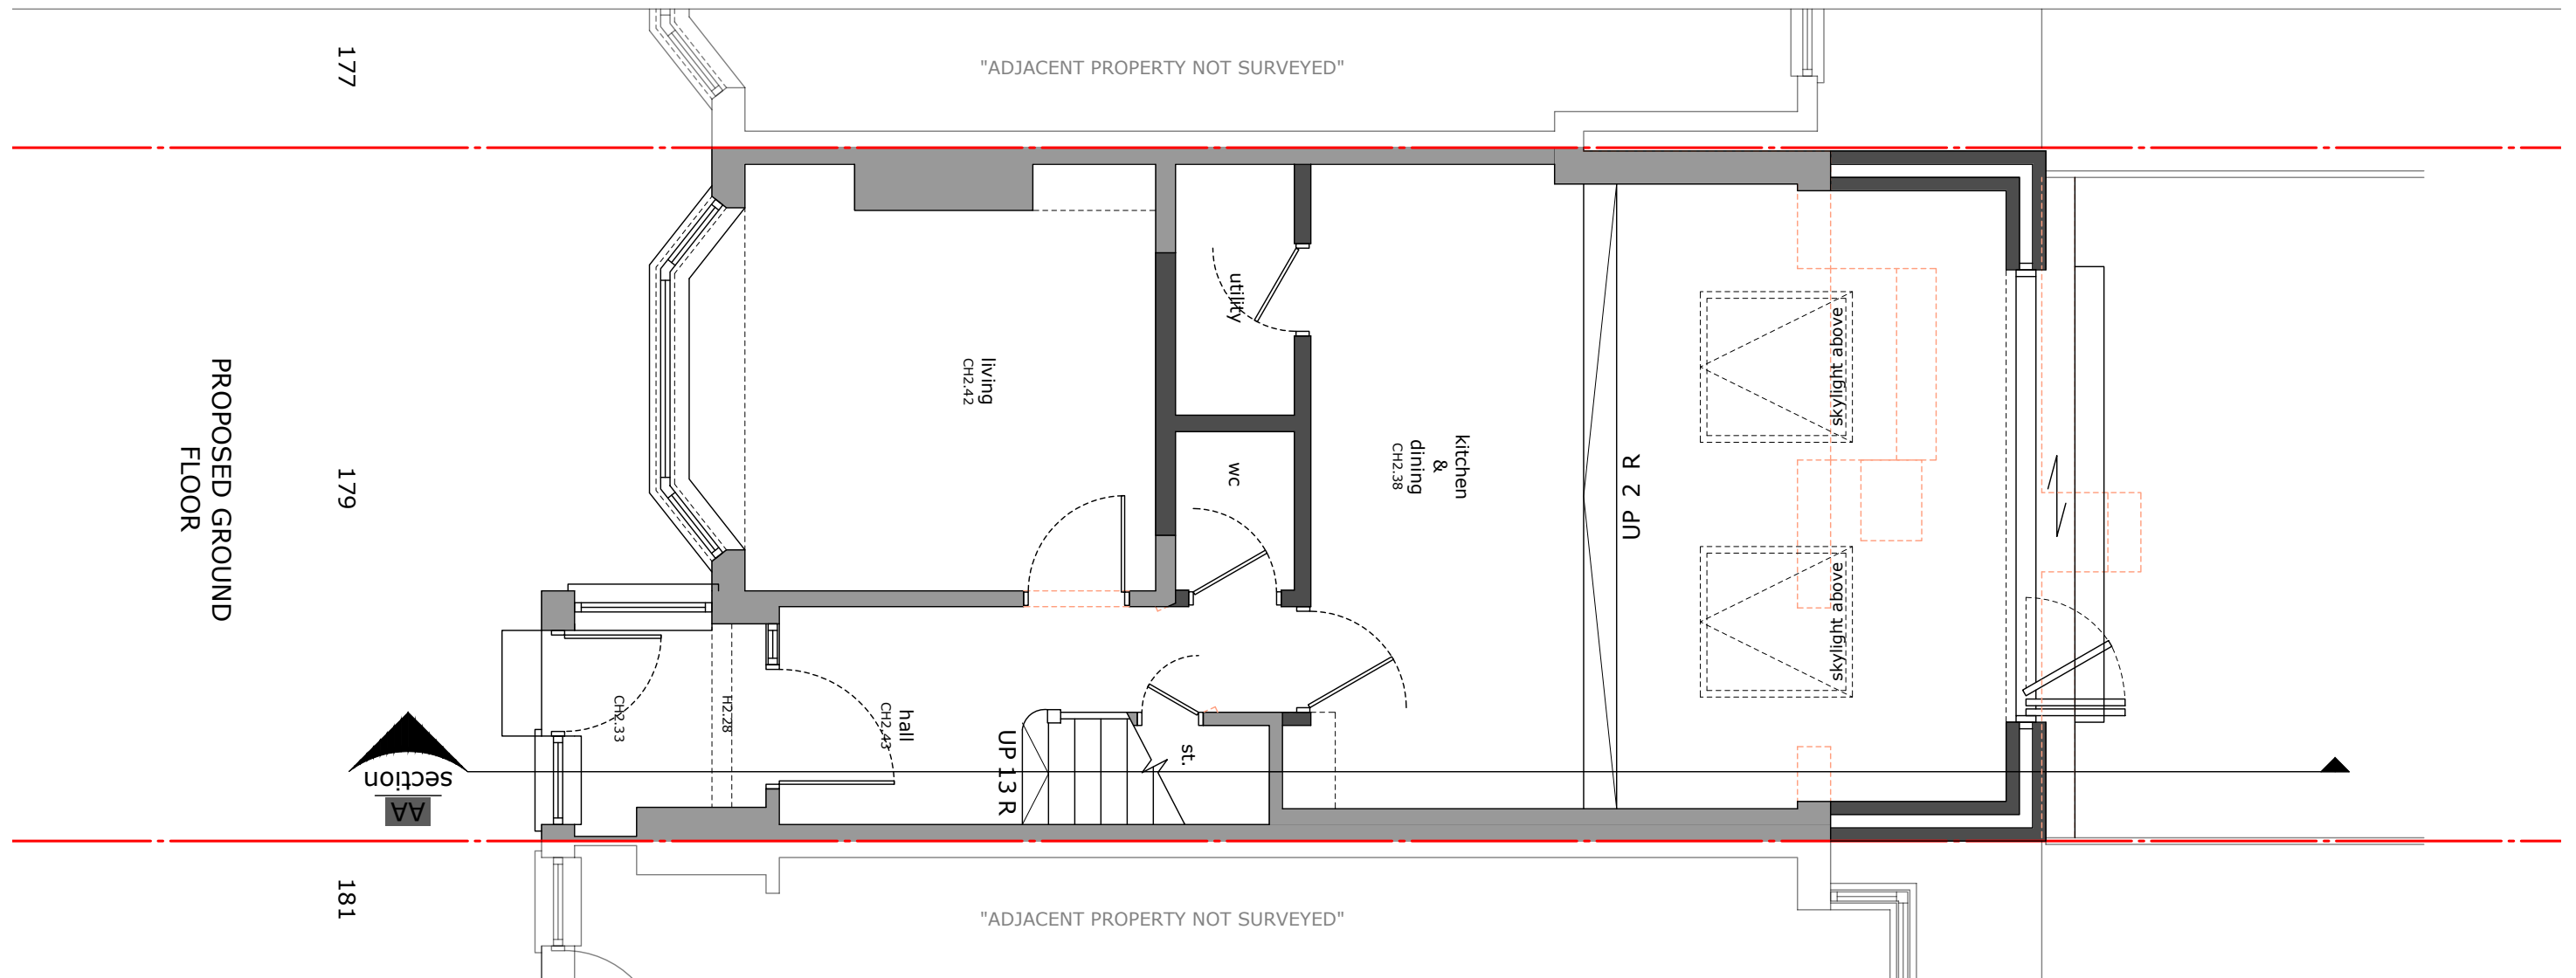 177
"ADJACENT PROPERTY NOT SURVEYED"
PROPOSED GROUND
FLOOR
179
living
CH2.42
utility
wc
kitchen
&
dining
CH2.38
UP 2 R
skylight above
skylight above
CH2.33
H2.28
hall
CH2.43
UP 13 R
st.
section
AA
181
"ADJACENT PROPERTY NOT SURVEYED"